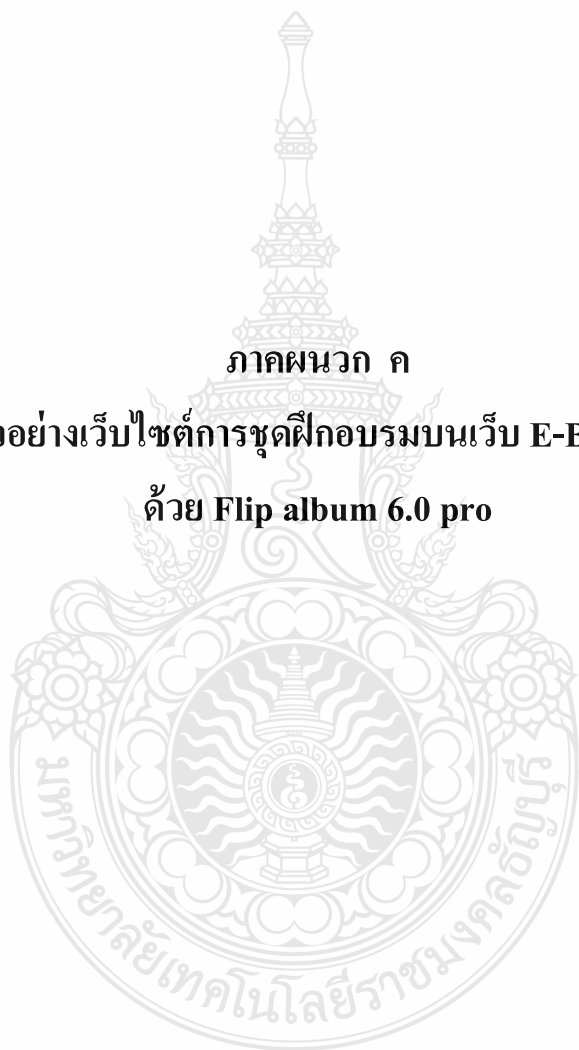 ภาคผนวก ค
วอย่างเว็บไซต์การชุดฝึกอบรมบนเว็บ E-B
ด้วย Flip album 6.0 pro
มหาวิทยาลัยเทคโนโลยีราชมงคลธัญบุรี